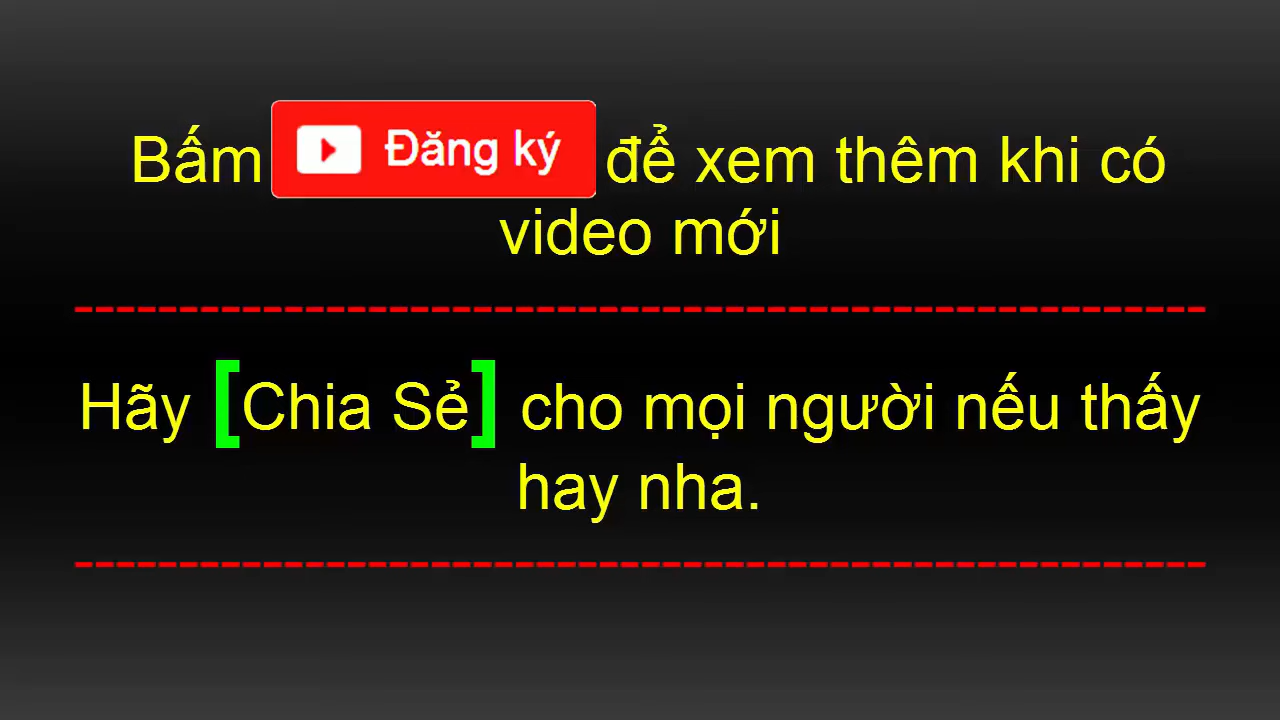 Bấm Đăng ký để xem thêm khi có
video mới
------------------------------------------------------
Hãy [Chia Sẻ] cho mọi người nếu thấy
hay nha.
------------------------------------------------------